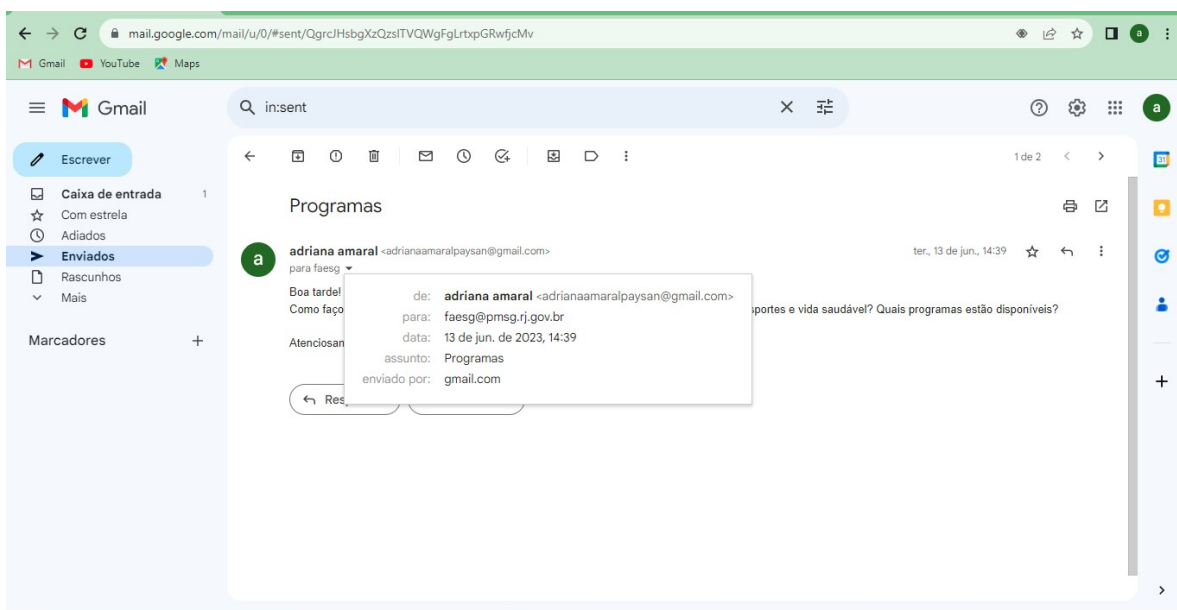 mail.google.com/mail/u/0/#sent/QgrcJHsbgXzQzslTVQWgFgLrtxpGRwfjcMv
a
Gmail YouTube Maps
Gmail
in:sent
a
Escrever
1 de 2
31
Caixa de entrada 1
Com estrela
Adiados
Enviados
Rascunhos
Mais
Marcadores
Programas
a
adriana amaral <adrianaamaralpaysan@gmail.com>
ter., 13 de jun., 14:39
para faesg
Boa tarde!
Como faço portes e vida saudável? Quais programas estão disponíveis?
Atenciosan
de: adriana amaral <adrianaamaralpaysan@gmail.com>
para: faesg@pmsg.rj.gov.br
data: 13 de jun. de 2023, 14:39
assunto: Programas
enviado por: gmail.com
Res